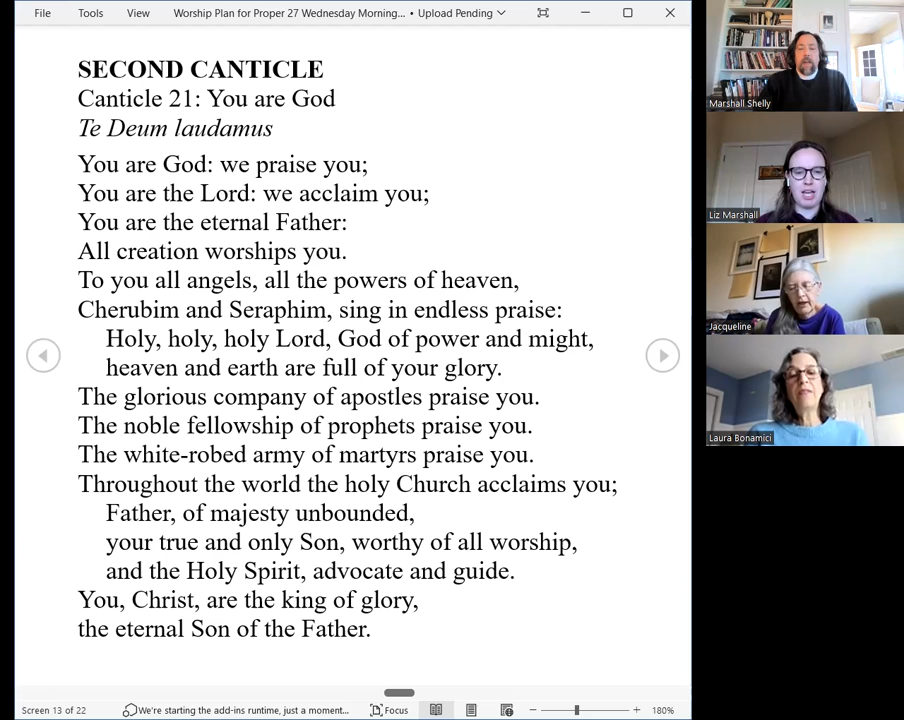 File Tools View Worship Plan for Proper 27 Wednesday Morning... • Upload Pending
SECOND CANTICLE
Canticle 21: You are God
Te Deum laudamus
You are God: we praise you;
You are the Lord: we acclaim you;
You are the eternal Father:
All creation worships you.
To you all angels, all the powers of heaven,
Cherubim and Seraphim, sing in endless praise:
Holy, holy, holy Lord, God of power and might,
heaven and earth are full of your glory.
The glorious company of apostles praise you.
The noble fellowship of prophets praise you.
The white-robed army of martyrs praise you.
Throughout the world the holy Church acclaims you;
Father, of majesty unbounded,
your true and only Son, worthy of all worship,
and the Holy Spirit, advocate and guide.
You, Christ, are the king of glory,
the eternal Son of the Father.
Screen 13 of 22 We're starting the add-ins runtime, just a moment... Focus 180%
Marshall Shelly
Liz Marshall
Jacqueline
Laura Bonamici